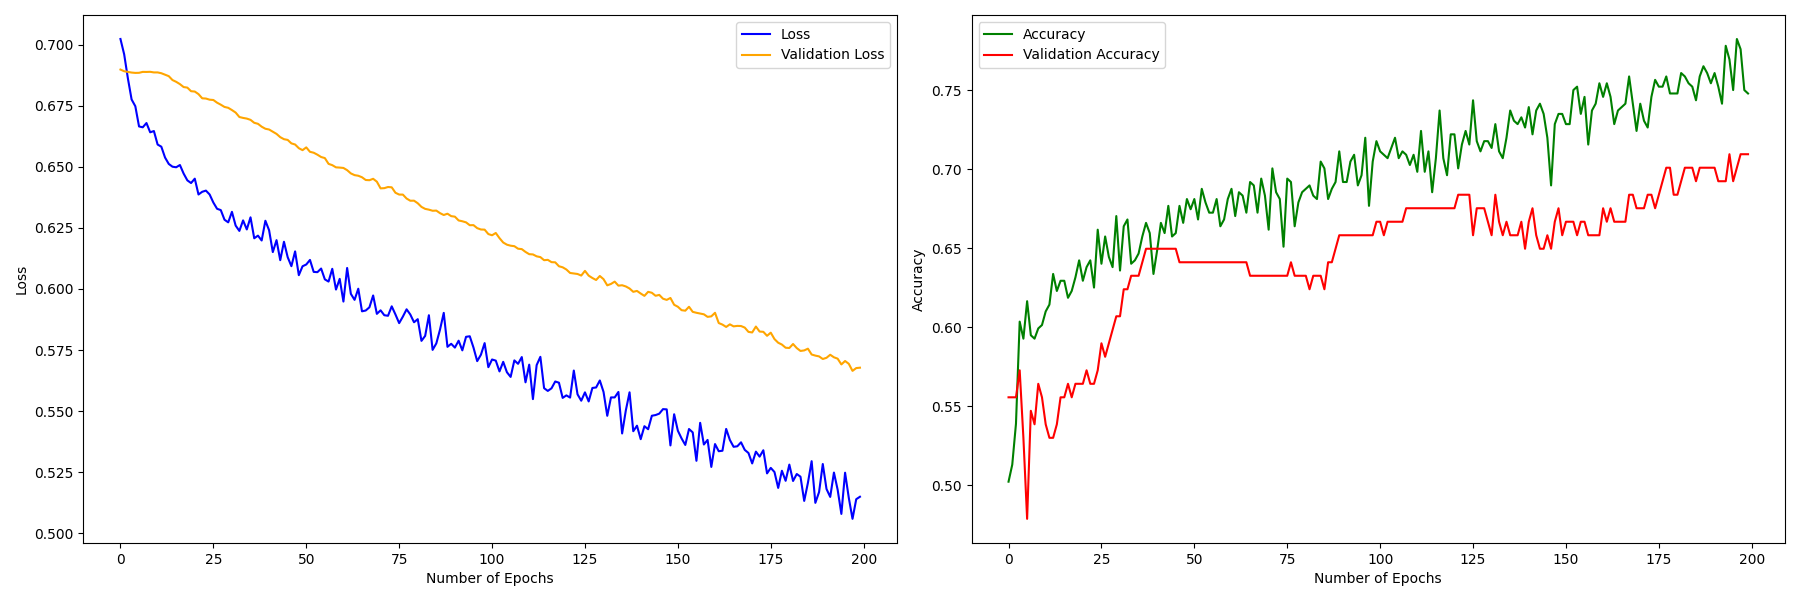 Loss
Validation Loss
0.700
0.675
0.650
0.625
0.600
0.575
0.550
0.525
0.500
Loss
0 25 50 75 100 125 150 175 200
Number of Epochs
Accuracy
Validation Accuracy
0.75
0.70
0.65
0.60
0.55
0.50
Accuracy
0 25 50 75 100 125 150 175 200
Number of Epochs